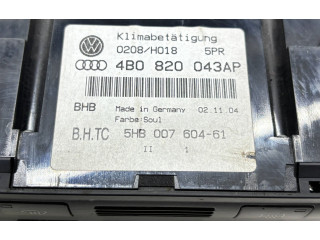 Klimabetätigung
0208/H018 5PR
4B0 820 043AP
BHB Made in Germany 02.11.04
Farbe:Soul
B.H.TC 5HB 007 604-61
II 1